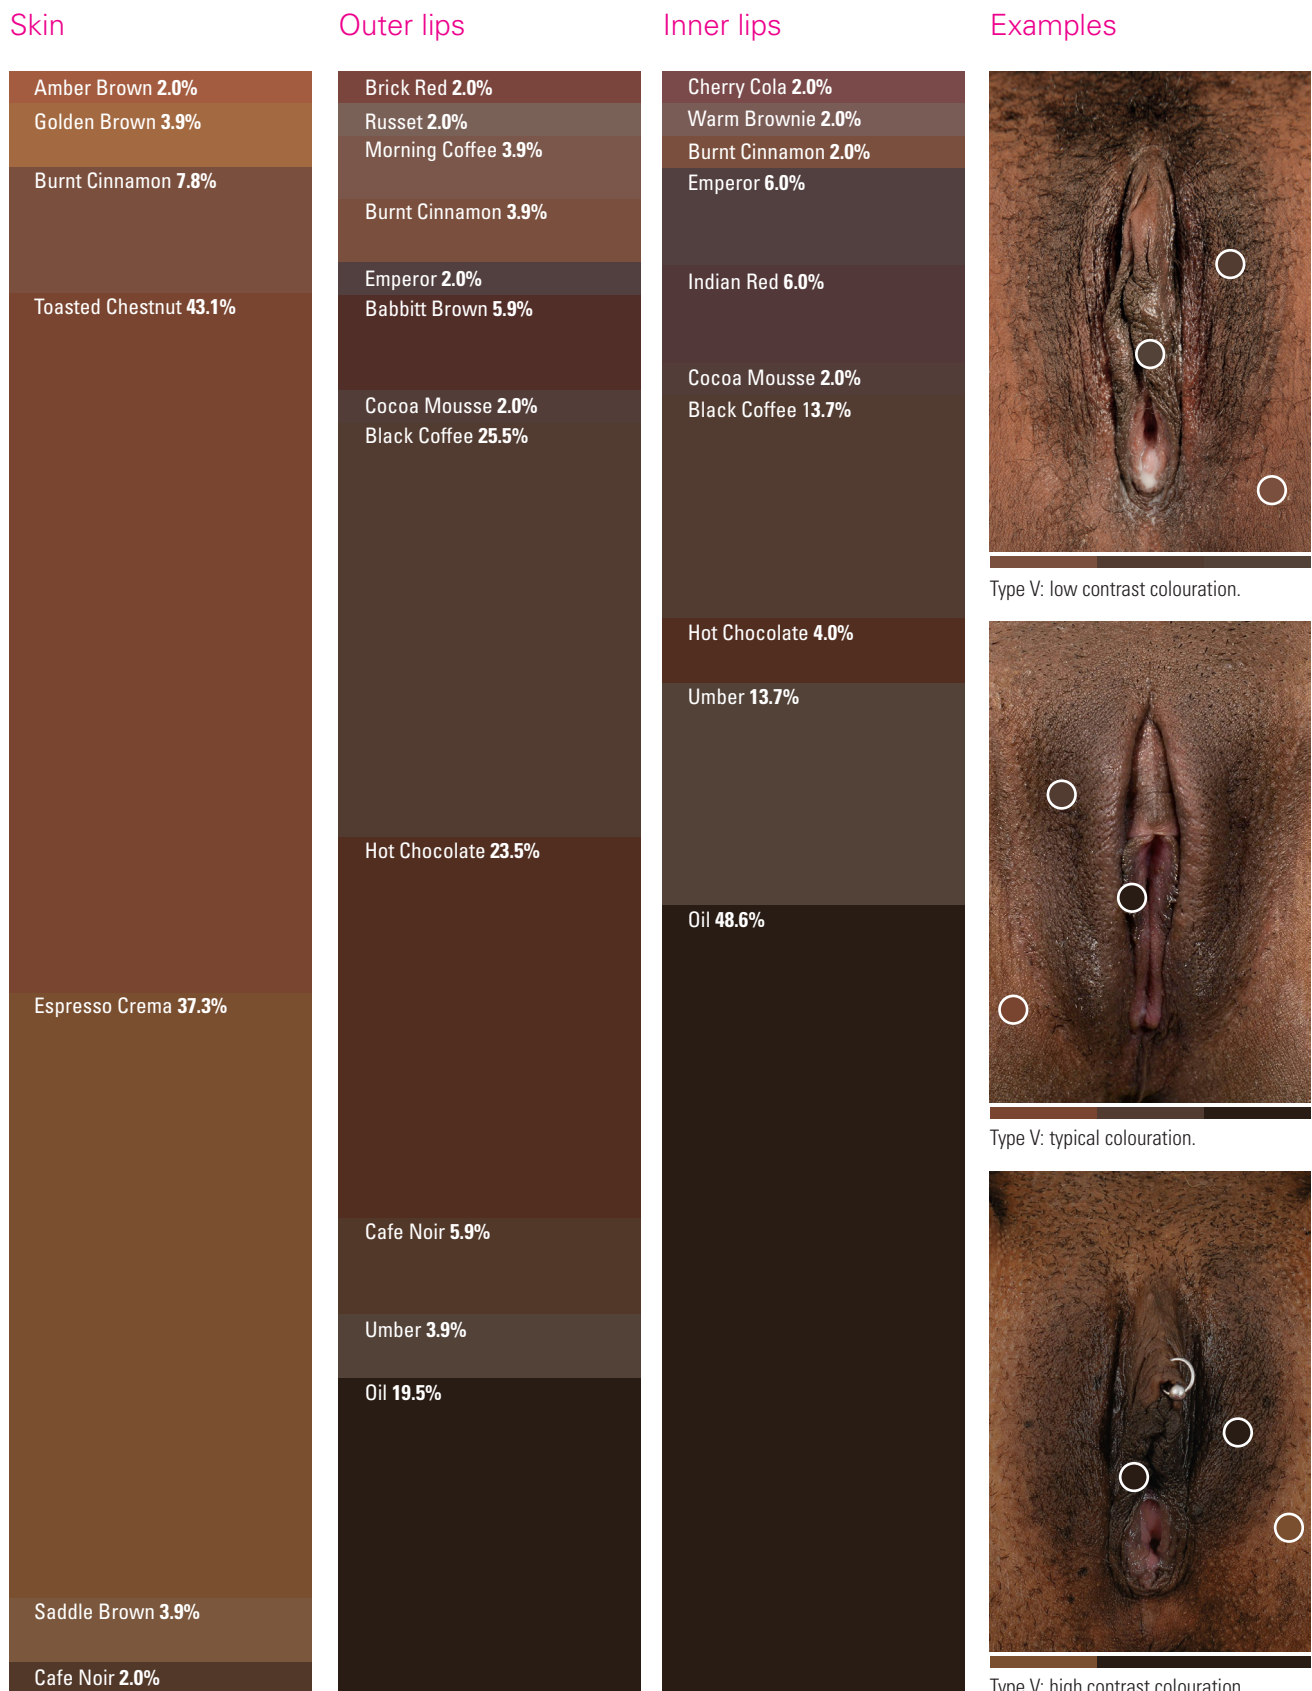 Skin
Amber Brown 2.0%
Golden Brown 3.9%
Burnt Cinnamon 7.8%
Toasted Chestnut 43.1%
Espresso Crema 37.3%
Saddle Brown 3.9%
Cafe Noir 2.0%
Outer lips
Brick Red 2.0%
Russet 2.0%
Morning Coffee 3.9%
Burnt Cinnamon 3.9%
Emperor 2.0%
Babbitt Brown 5.9%
Cocoa Mousse 2.0%
Black Coffee 25.5%
Hot Chocolate 23.5%
Cafe Noir 5.9%
Umber 3.9%
Oil 19.5%
Inner lips
Cherry Cola 2.0%
Warm Brownie 2.0%
Burnt Cinnamon 2.0%
Emperor 6.0%
Indian Red 6.0%
Cocoa Mousse 2.0%
Black Coffee 13.7%
Hot Chocolate 4.0%
Umber 13.7%
Oil 48.6%
Examples
Type V: low contrast colouration.
Type V: typical colouration.
Type V: high contrast colouration